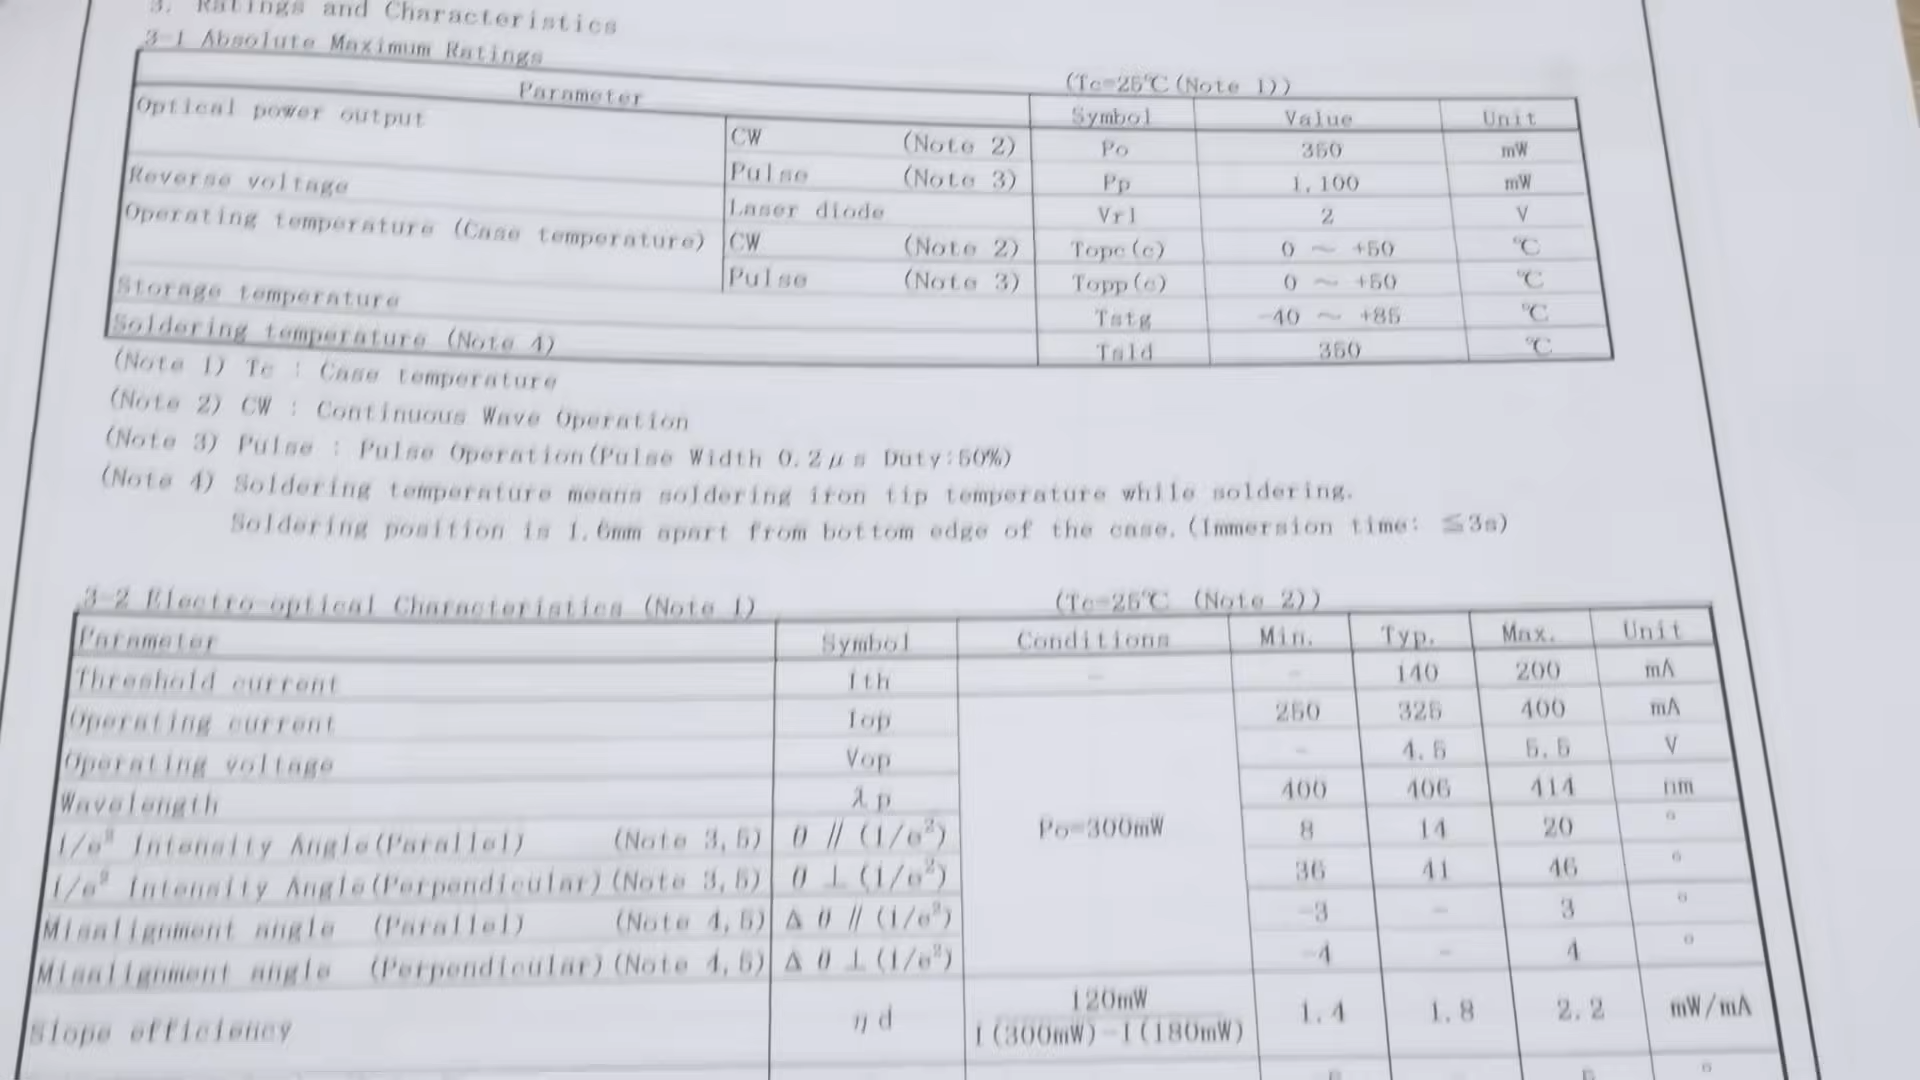 3. Ratings and Characteristics
3-1 Absolute Maximum Ratings
(Tc=25℃(Note 1))
Parameter Symbol Value Unit
Optical power output CW (Note 2) Po 350 mW
Pulse (Note 3) Pp 1,100 mW
Reverse voltage Laser diode Vrl 2 V
Operating temperature (Case temperature) CW (Note 2) Topc(c) 0 ~ +50 ℃
Pulse (Note 3) Topp(c) 0 ~ +50 ℃
Storage temperature Tstg -40 ~ +85 ℃
Soldering temperature (Note 4) Tsld 350 ℃
(Note 1) Tc : Case temperature
(Note 2) CW : Continuous Wave Operation
(Note 3) Pulse : Pulse Operation(Pulse Width 0.2μs Duty:50%)
(Note 4) Soldering temperature means soldering iron tip temperature while soldering.
Soldering position is 1.6mm apart from bottom edge of the case.(Immersion time: ≦3s)
3-2 Electro-optical Characteristics (Note 1) (Tc=25℃ (Note 2))
Parameter Symbol Conditions Min. Typ. Max. Unit
Threshold current Ith - - 140 200 mA
Operating current Iop 250 325 400 mA
Operating voltage Vop - 4.5 5.5 V
Wavelength λp 400 406 414 nm
1/e² Intensity Angle(Parallel) (Note 3,5) θ∥(1/e²) Po=300mW 8 14 20 °
1/e² Intensity Angle(Perpendicular)(Note 3,5) θ⊥(1/e²) 36 41 46 °
Misalignment angle (Parallel) (Note 4,5) Δθ∥(1/e²) -3 - 3 °
Misalignment angle (Perpendicular)(Note 4,5) Δθ⊥(1/e²) -4 - 4 °
Slope efficiency ηd 120mW 1.4 1.8 2.2 mW/mA
I(300mW)-I(180mW)